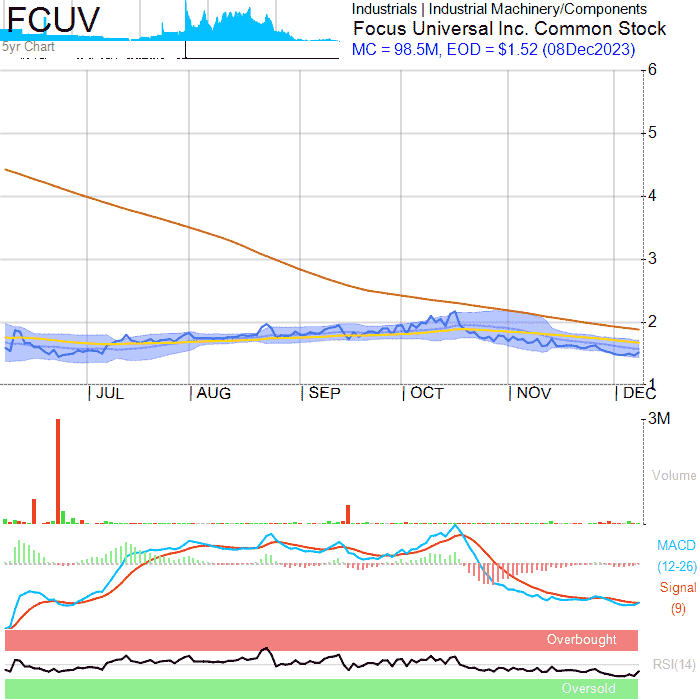 FCUV
5yr Chart
Industrials | Industrial Machinery/Components
Focus Universal Inc. Common Stock
MC = 98.5M, EOD = $1.52 (08Dec2023)
6
5
4
3
2
1
| JUL | AUG | SEP | OCT | NOV | DEC
3M
Volume
MACD
(12-26)
Signal
(9)
Overbought
RSI(14)
Oversold